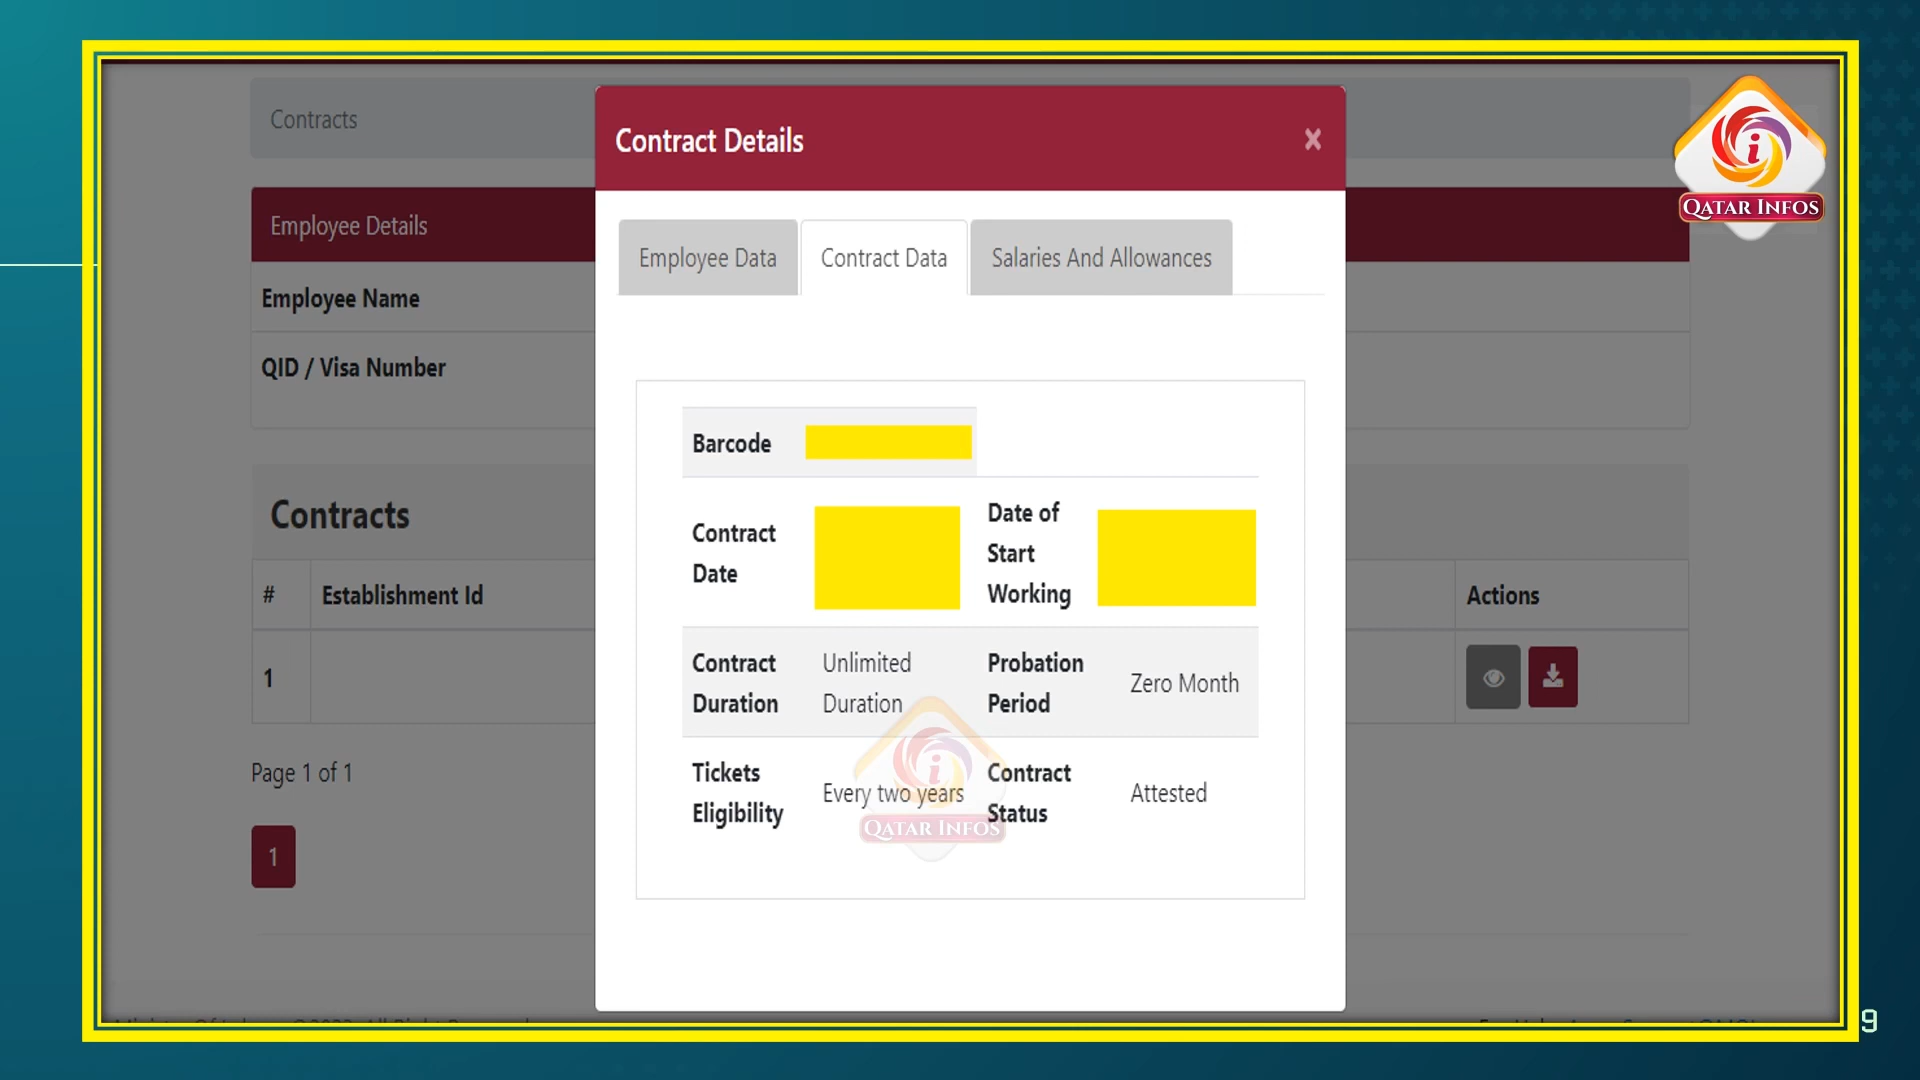 Contracts
Contract Details
×
QATAR INFOS
Employee Details
Employee Data
Contract Data
Salaries And Allowances
Employee Name
QID / Visa Number
Barcode
Contract
Date
Date of
Start
Working
Contracts
#
Establishment Id
Actions
1
Contract
Duration
Unlimited
Duration
Probation
Period
Zero Month
Tickets
Eligibility
Every two years
Contract
Status
Attested
QATAR INFOS
Page 1 of 1
1
9